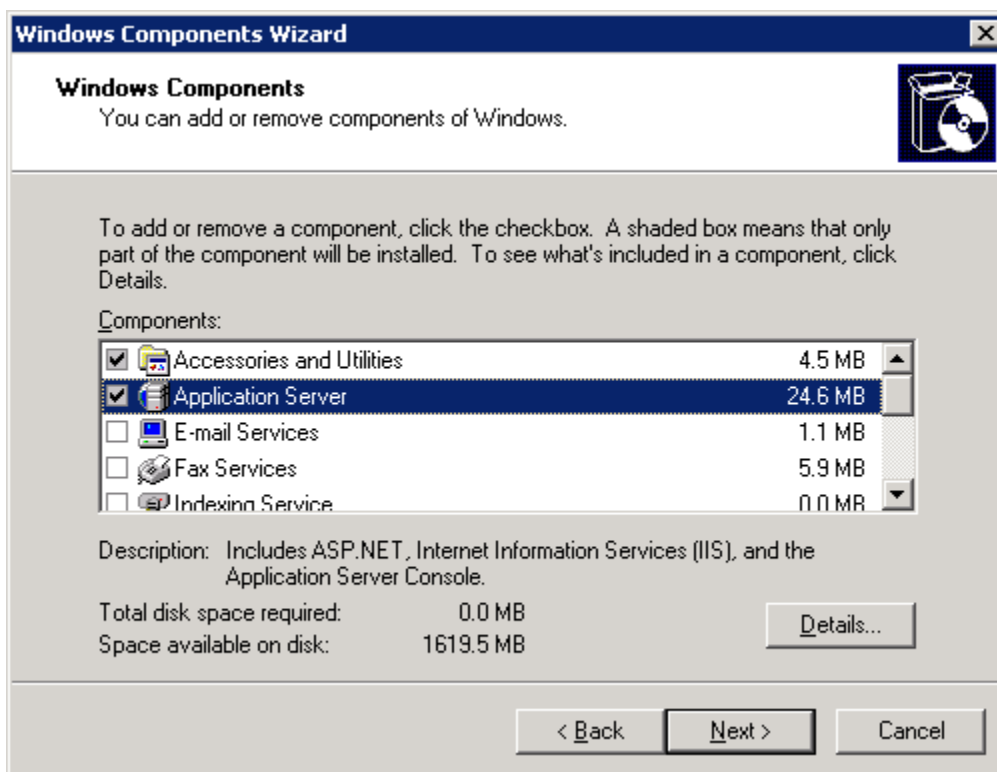 Windows Components Wizard
Windows Components
You can add or remove components of Windows.
To add or remove a component, click the checkbox. A shaded box means that only
part of the component will be installed. To see what's included in a component, click
Details.
Components:
Accessories and Utilities 4.5 MB
Application Server 24.6 MB
E-mail Services 1.1 MB
Fax Services 5.9 MB
Indexing Service 0.0 MB
Description: Includes ASP.NET, Internet Information Services (IIS), and the
Application Server Console.
Total disk space required: 0.0 MB
Space available on disk: 1619.5 MB
Details...
< Back Next > Cancel